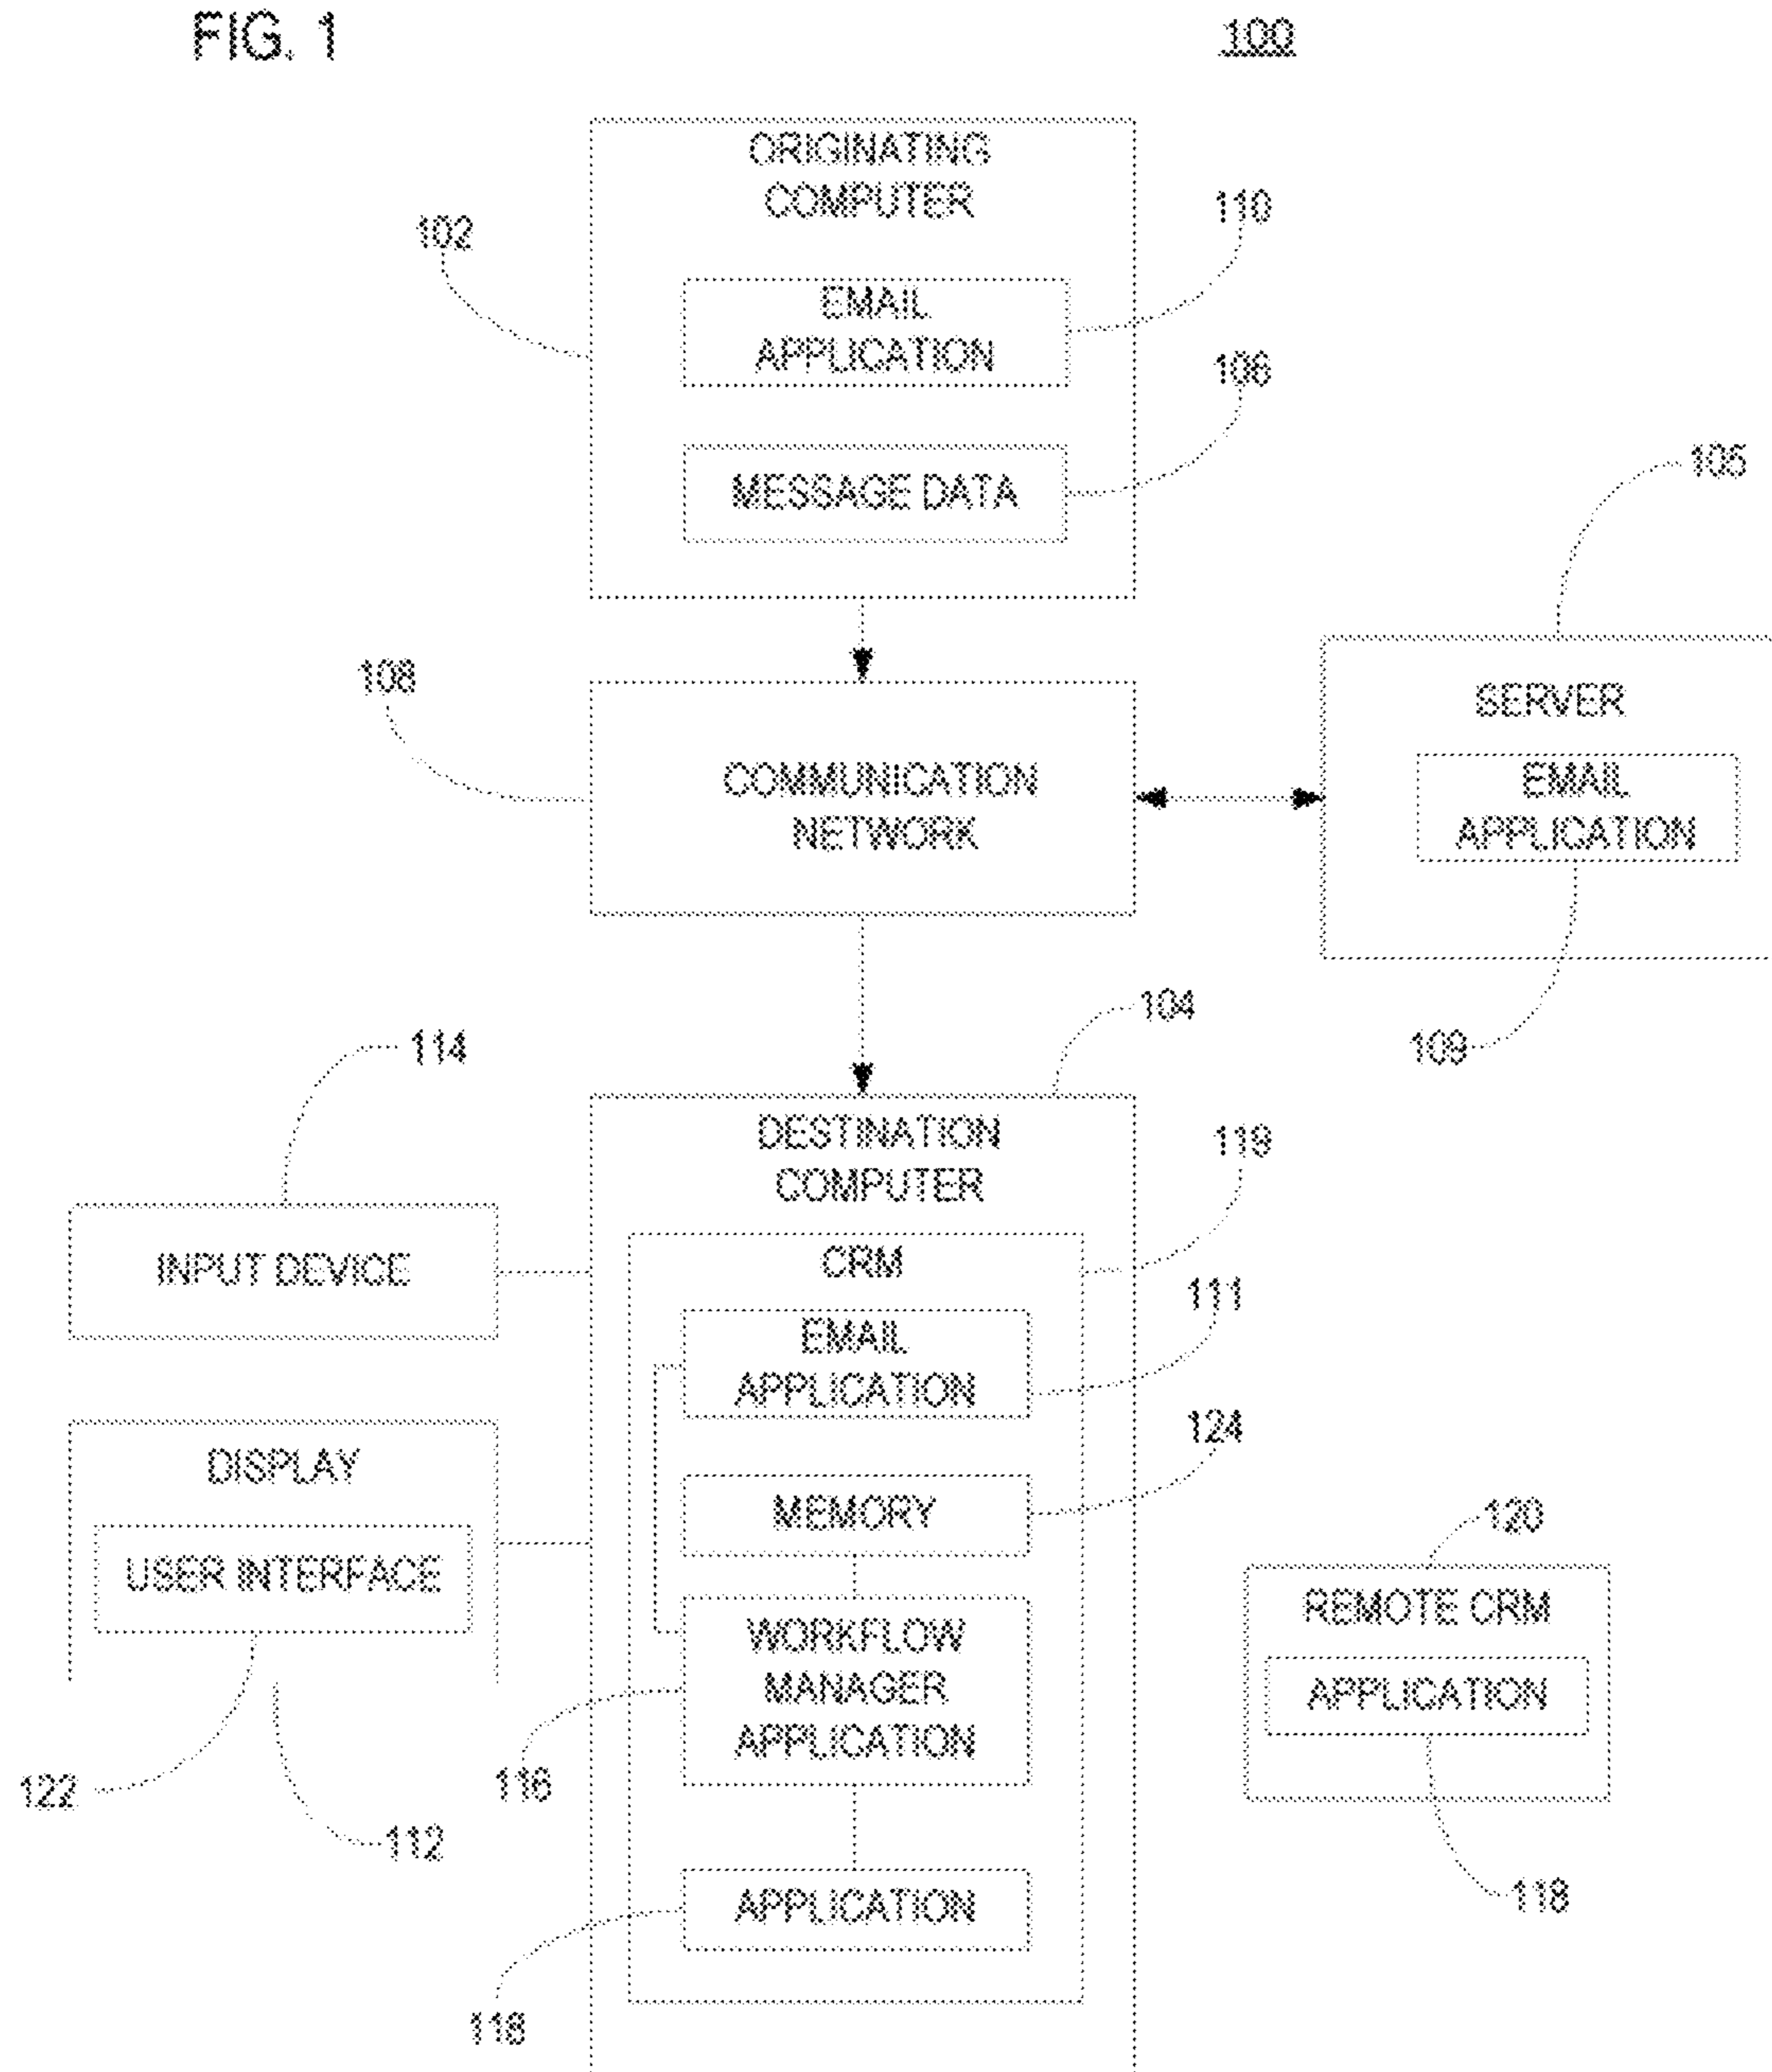 FIG. 1
100
ORIGINATING
COMPUTER
110
102
EMAIL
APPLICATION
106
MESSAGE DATA
105
108
SERVER
COMMUNICATION
NETWORK
EMAIL
APPLICATION
104
109
114
DESTINATION
COMPUTER
119
INPUT DEVICE
CRM
111
EMAIL
APPLICATION
124
DISPLAY
MEMORY
120
USER INTERFACE
REMOTE CRM
WORKFLOW
MANAGER
APPLICATION
APPLICATION
122
116
112
118
APPLICATION
118